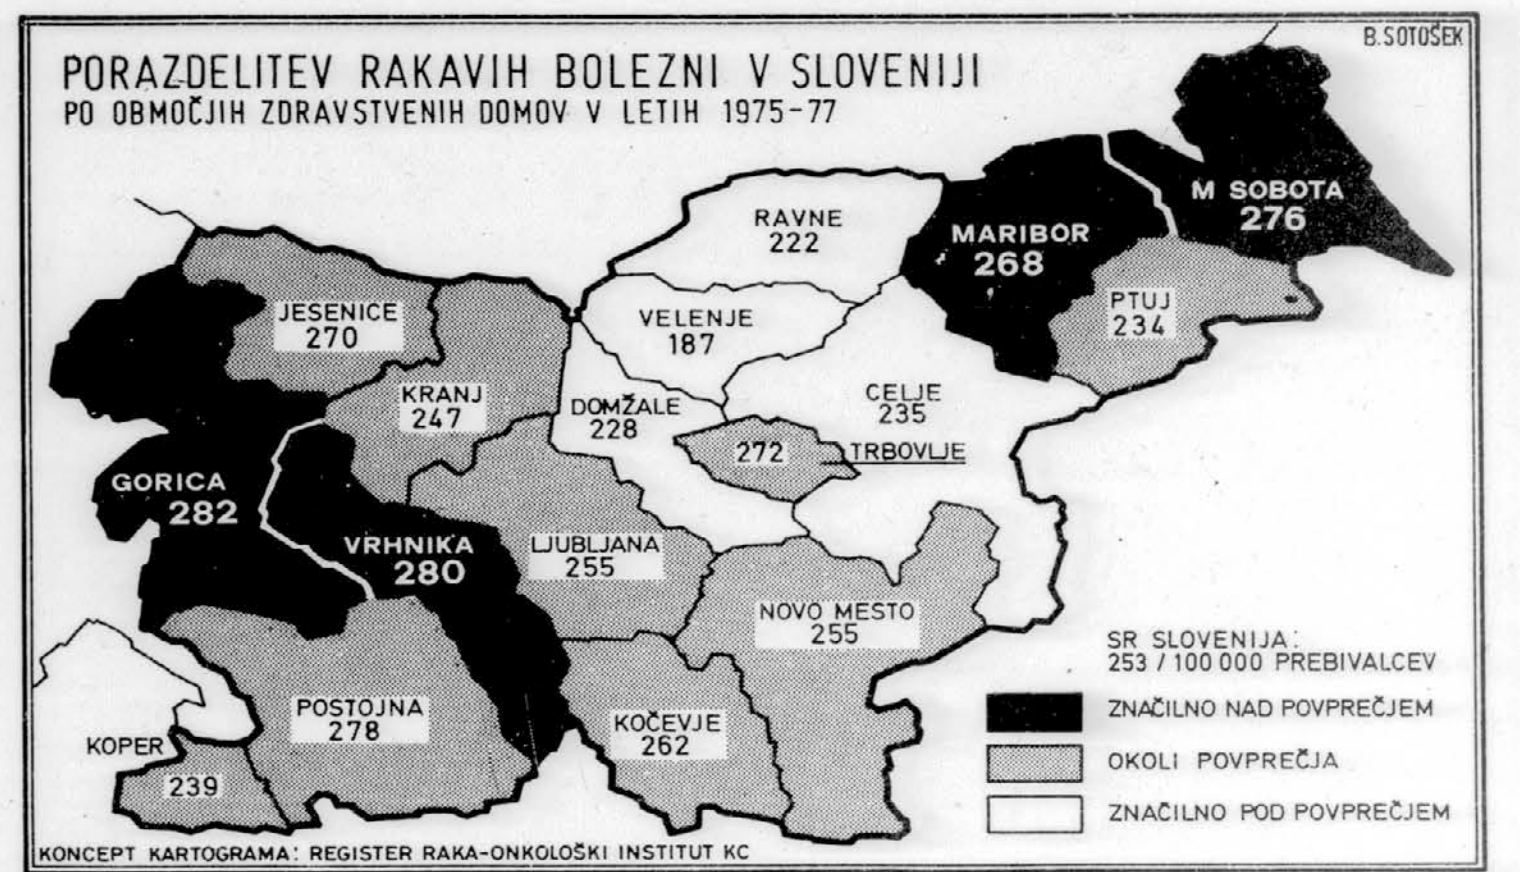 B. SOTOŠEK
PORAZDELITEV RAKAVIH BOLEZNI V SLOVENIJI
PO OBMOČJIH ZDRAVSTVENIH DOMOV V LETIH 1975-77
M SOBOTA
276
RAVNE
222
MARIBOR
268
PTUJ
234
JESENICE
270
VELENJE
187
KRANJ
247
DOMŽALE
228
CELJE
235
272
TRBOVLJE
GORICA
282
VRHNIKA
280
LJUBLJANA
255
NOVO MESTO
255
POSTOJNA
278
KOČEVJE
262
KOPER
239
SR SLOVENIJA:
253 / 100 000 PREBIVALCEV
ZNAČILNO NAD POVPREČJEM
OKOLI POVPREČJA
ZNAČILNO POD POVPREČJEM
KONCEPT KARTOGRAMA: REGISTER RAKA-ONKOLOŠKI INSTITUT KC